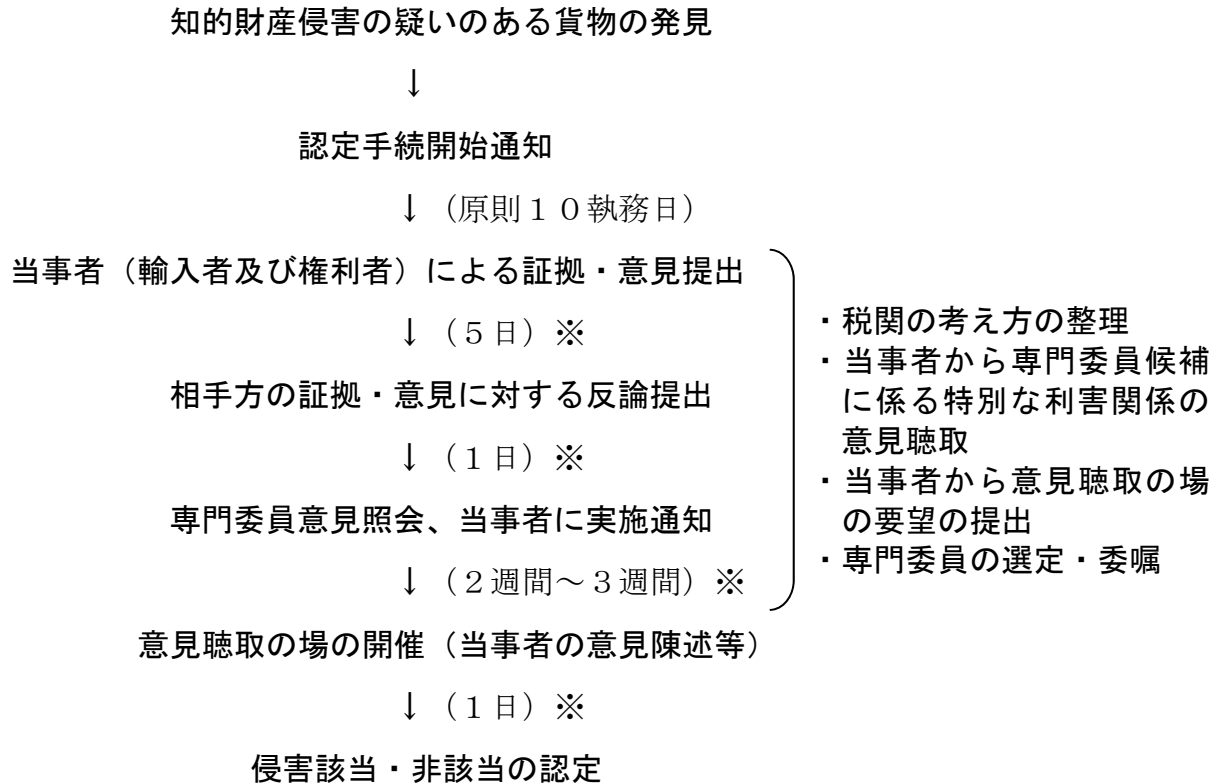 知的財産侵害の疑いのある貨物の発見
↓
認定手続開始通知
↓（原則１０執務日）
当事者（輸入者及び権利者）による証拠・意見提出
↓（５日）※
相手方の証拠・意見に対する反論提出
↓（１日）※
専門委員意見照会、当事者に実施通知
↓（２週間～３週間）※
意見聴取の場の開催（当事者の意見陳述等）
↓（１日）※
侵害該当・非該当の認定
・税関の考え方の整理
・当事者から専門委員候補
に係る特別な利害関係の
意見聴取
・当事者から意見聴取の場
の要望の提出
・専門委員の選定・委嘱